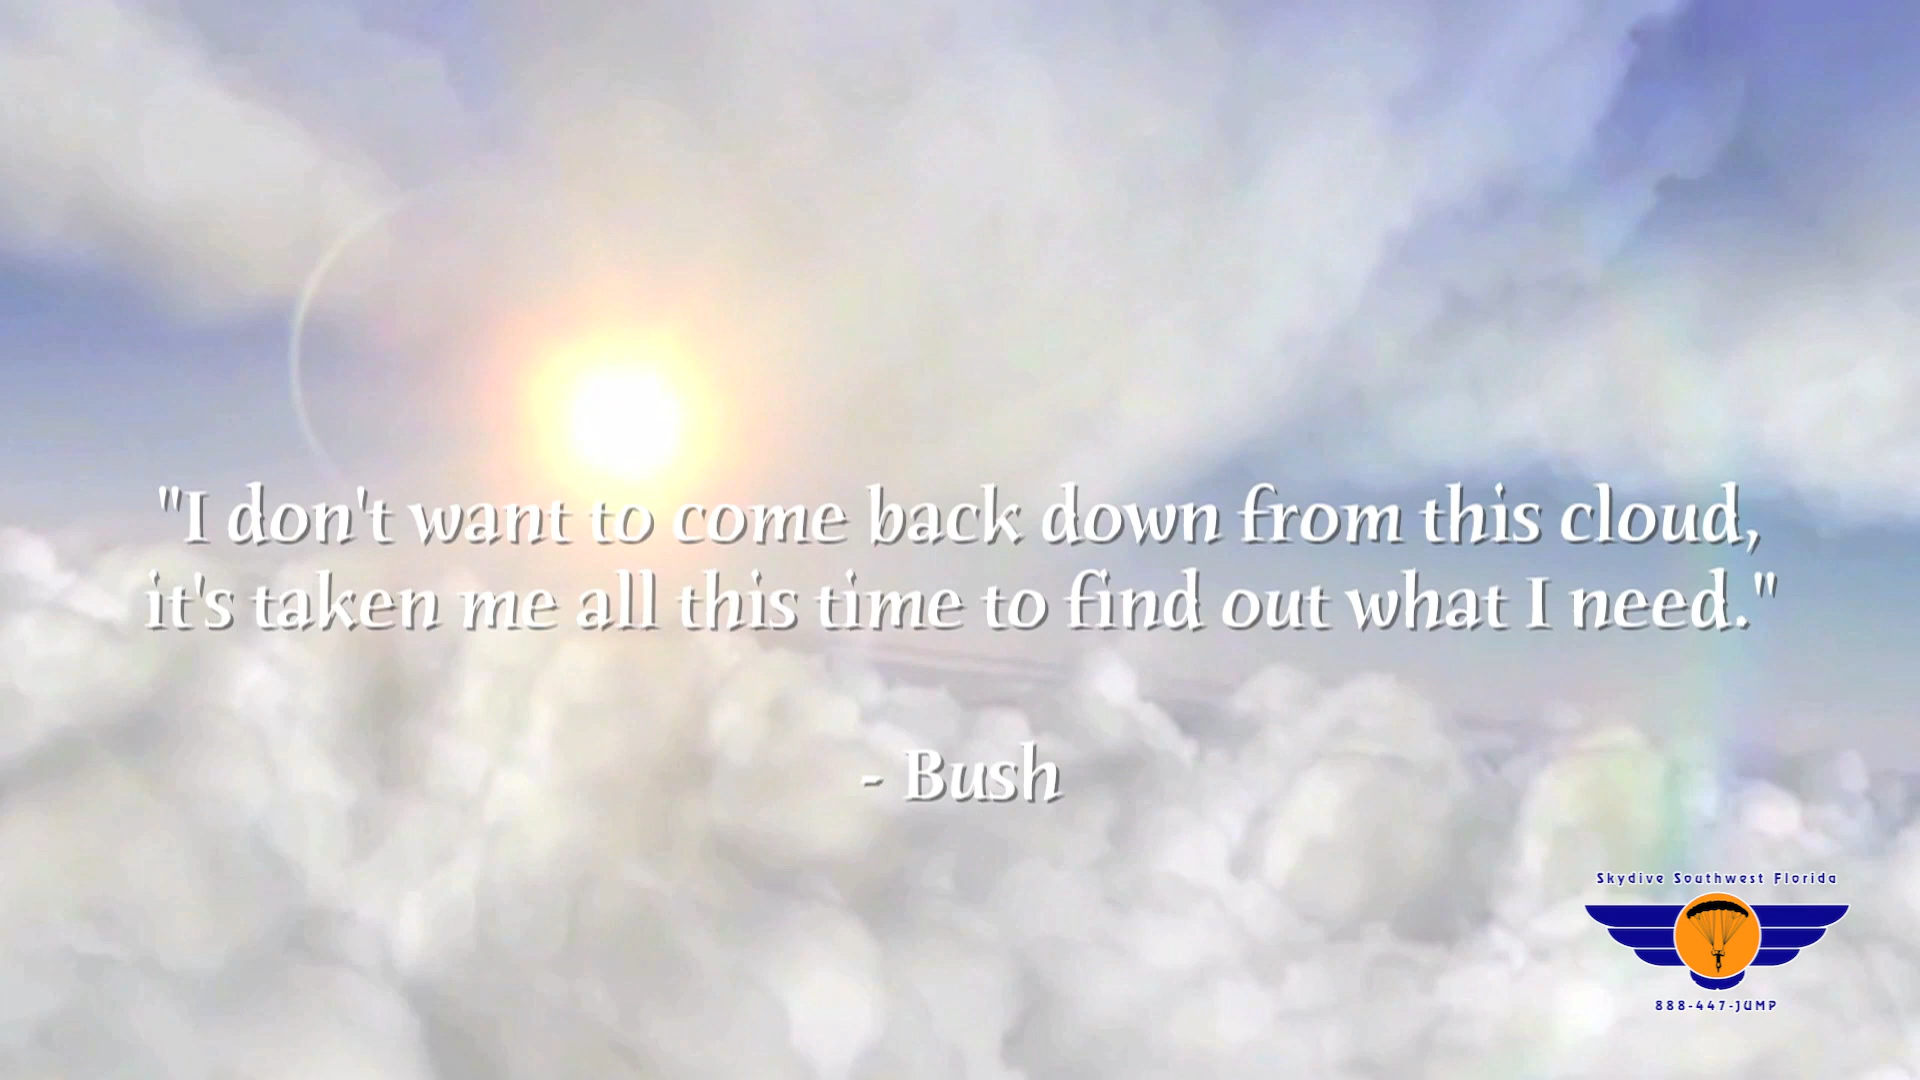 "I don't want to come back down from this cloud,
it's taken me all this time to find out what I need."
- Bush
Skydive Southwest Florida
888-447-JUMP